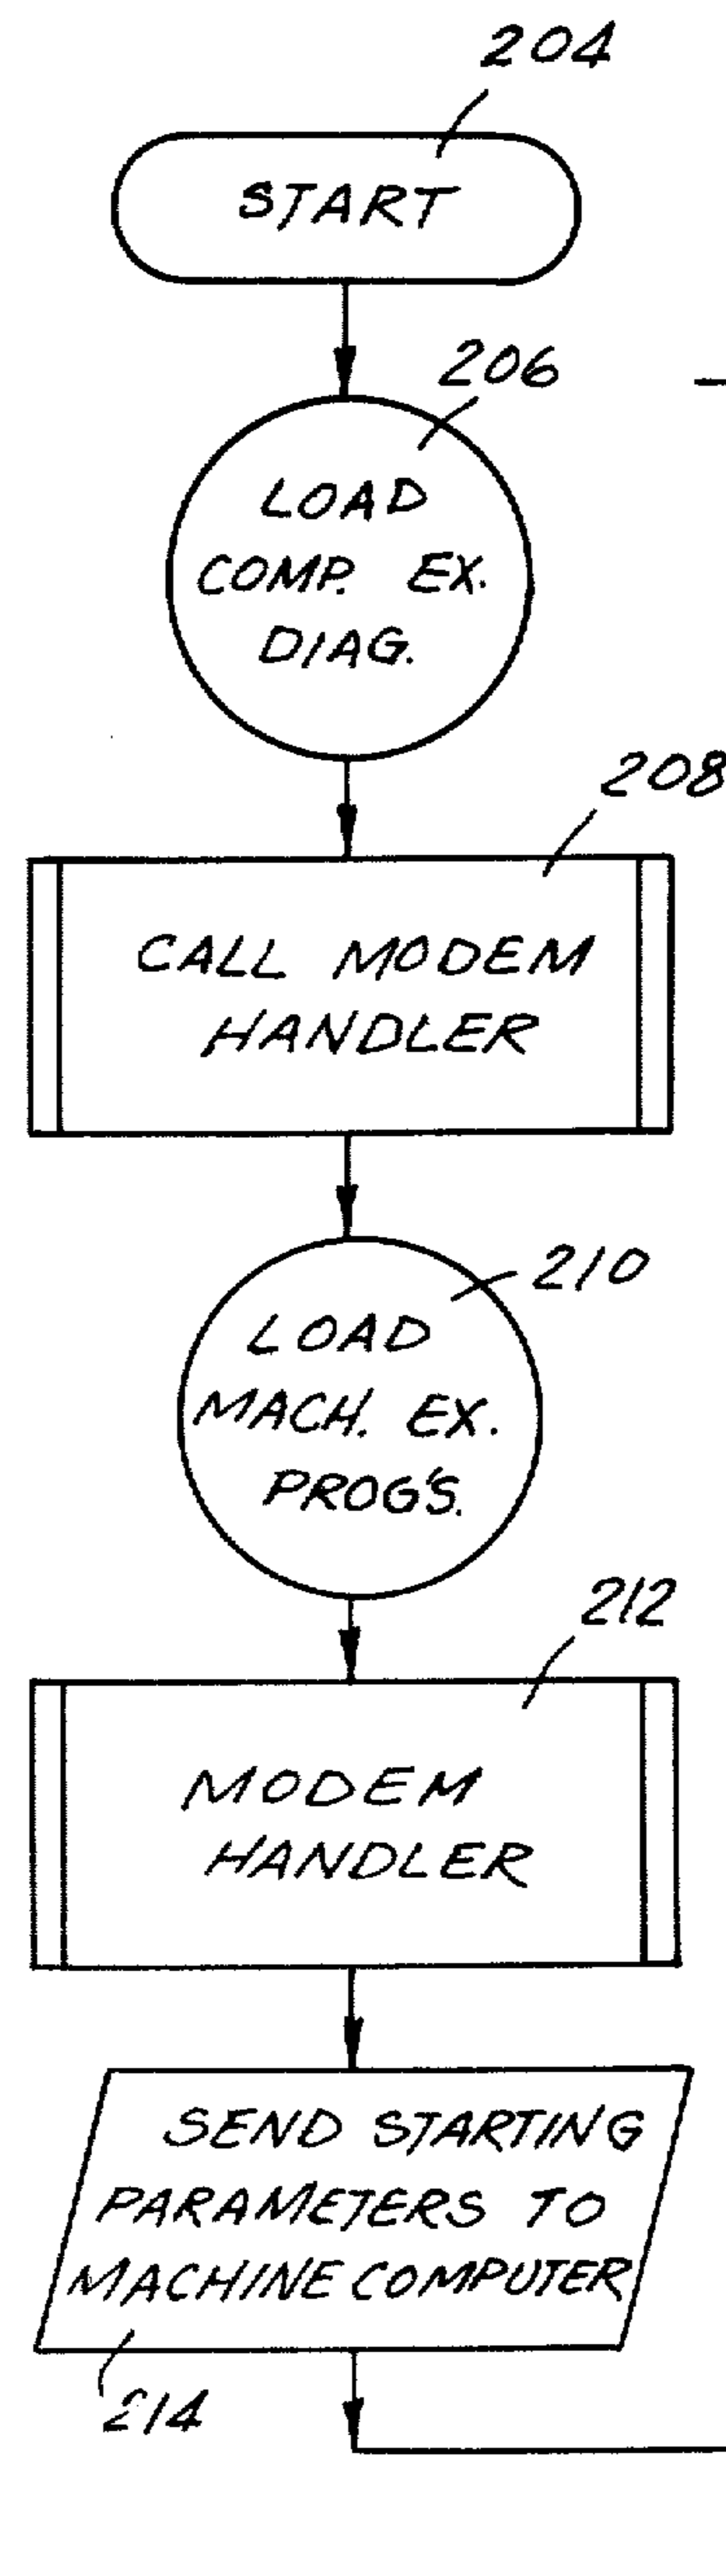 204
START
206
LOAD
COMP. EX.
DIAG.
208
CALL MODEM
HANDLER
210
LOAD
MACH. EX.
PROG'S.
212
MODEM
HANDLER
SEND STARTING
PARAMETERS TO
MACHINE COMPUTER
214